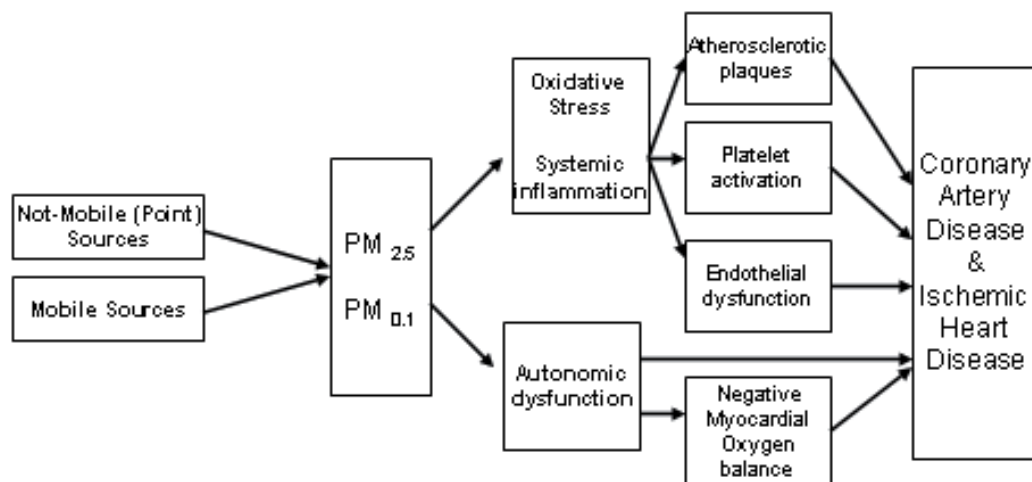 Not-Mobile (Point)
Sources
Mobile Sources
PM 2.5
PM 0.1
Oxidative
Stress
Systemic
inflammation
Autonomic
dysfunction
Atherosclerotic
plaques
Platelet
activation
Endothelial
dysfunction
Negative
Myocardial
Oxygen
balance
Coronary
Artery
Disease
&
Ischemic
Heart
Disease